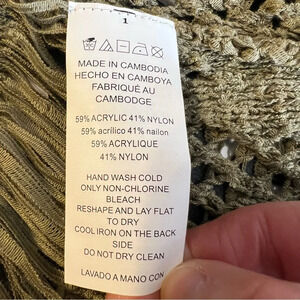 1
MADE IN CAMBODIA
HECHO EN CAMBOYA
FABRIQUÉ AU
CAMBODGE
59% ACRYLIC 41% NYLON
59% acrílico 41% nailon
59% ACRYLIQUE
41% NYLON
HAND WASH COLD
ONLY NON-CHLORINE
BLEACH
RESHAPE AND LAY FLAT
TO DRY
COOL IRON ON THE BACK
SIDE
DO NOT DRY CLEAN
LAVADO A MANO CON